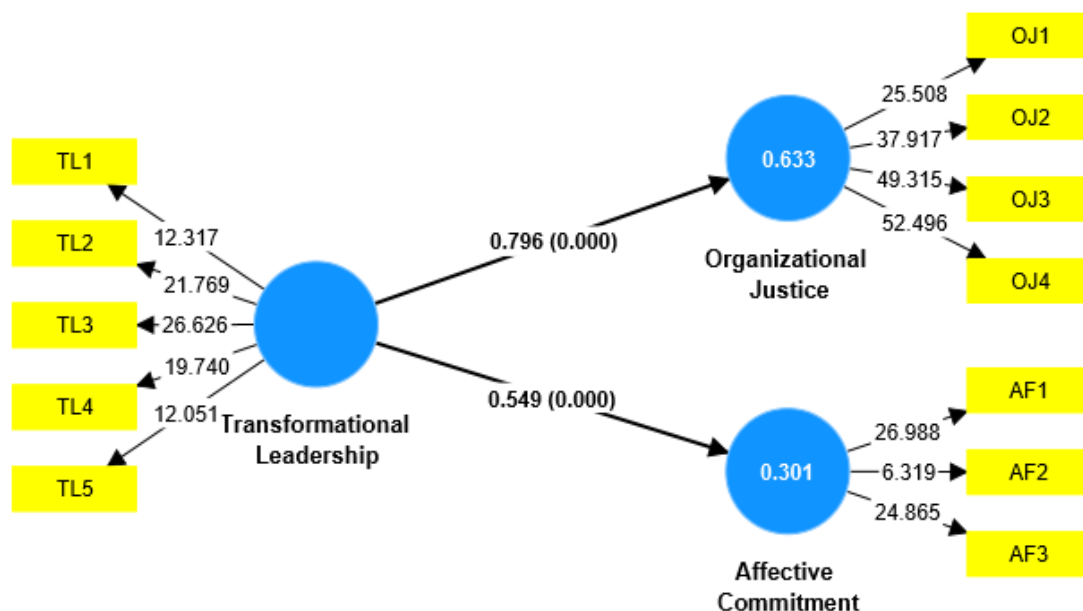 OJ1
25.508
OJ2
37.917
0.633
49.315
OJ3
52.496
OJ4
Organizational
Justice
TL1
12.317
TL2
21.769
TL3
26.626
TL4
19.740
TL5
12.051
Transformational
Leadership
0.796 (0.000)
0.549 (0.000)
AF1
26.988
AF2
6.319
0.301
24.865
AF3
Affective
Commitment